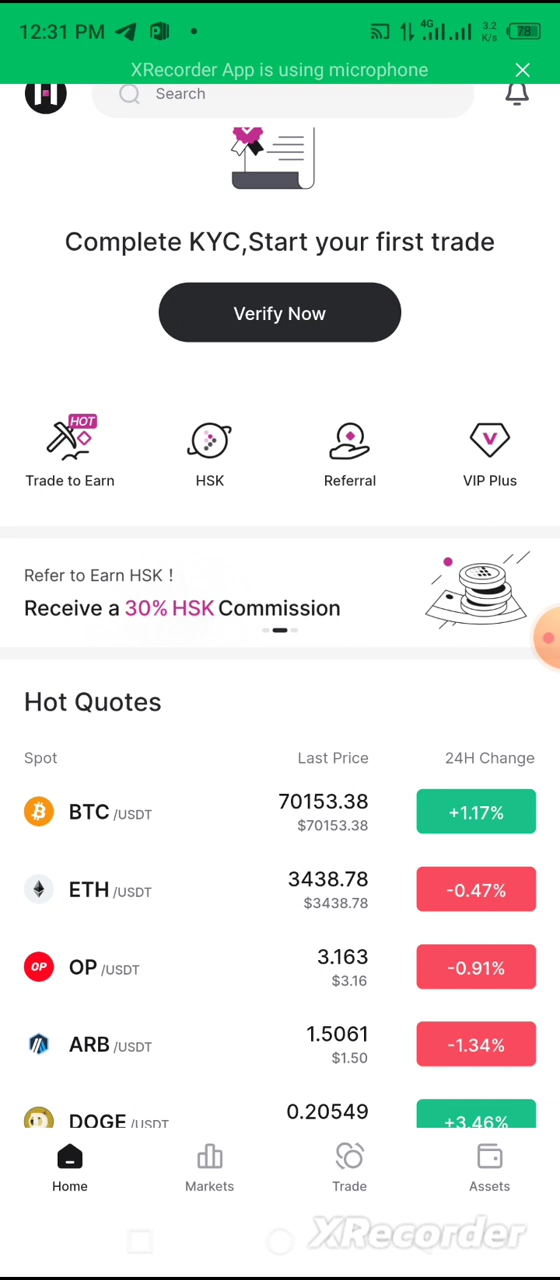 12:31 PM
4G
3.2
K/s
78
XRecorder App is using microphone
Search
Complete KYC,Start your first trade
Verify Now
HOT
Trade to Earn
HSK
Referral
VIP Plus
Refer to Earn HSK !
Receive a 30% HSK Commission
Hot Quotes
Spot Last Price 24H Change
BTC /USDT 70153.38 +1.17%
$70153.38
ETH /USDT 3438.78 -0.47%
$3438.78
OP OP /USDT 3.163 -0.91%
$3.16
ARB /USDT 1.5061 -1.34%
$1.50
DOGE /USDT 0.20549 +3.46%
Home
Markets
Trade
Assets
XRecorder